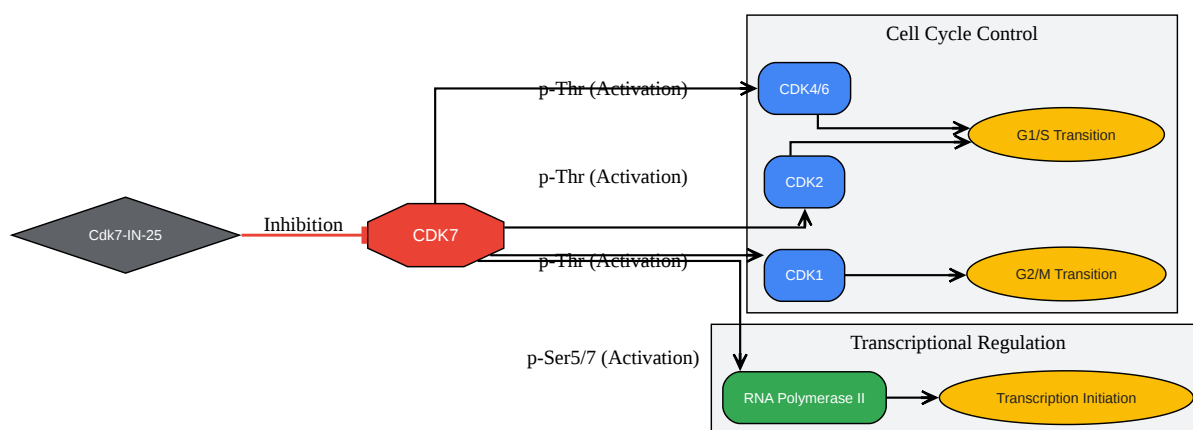 Cell Cycle Control
p-Thr (Activation)
CDK4/6
G1/S Transition
p-Thr (Activation)
CDK2
Cdk7-IN-25
Inhibition
CDK7
p-Thr (Activation)
CDK1
G2/M Transition
Transcriptional Regulation
p-Ser5/7 (Activation)
RNA Polymerase II
Transcription Initiation